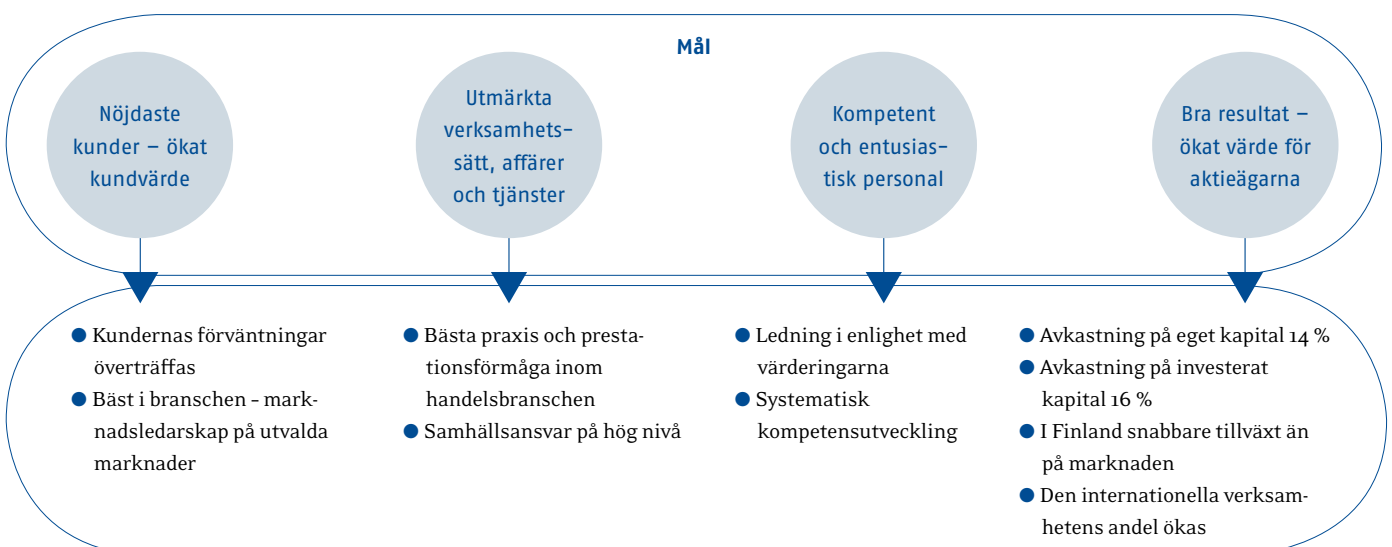 Mål
Nöjdaste
kunder – ökat
kundvärde
Utmärkta
verksamhets-
sätt, affärer
och tjänster
Kompetent
och entusias-
tisk personal
Bra resultat –
ökat värde för
aktieägarna
● Kundernas förväntningar
överträffas
● Bäst i branschen - mark-
nadsledarskap på utvalda
marknader
● Bästa praxis och presta-
tionsförmåga inom
handelsbranschen
● Samhällsansvar på hög nivå
● Ledning i enlighet med
värderingarna
● Systematisk
kompetensutveckling
● Avkastning på eget kapital 14 %
● Avkastning på investerat
kapital 16 %
● I Finland snabbare tillväxt än
på marknaden
● Den internationella verksam-
hetens andel ökas